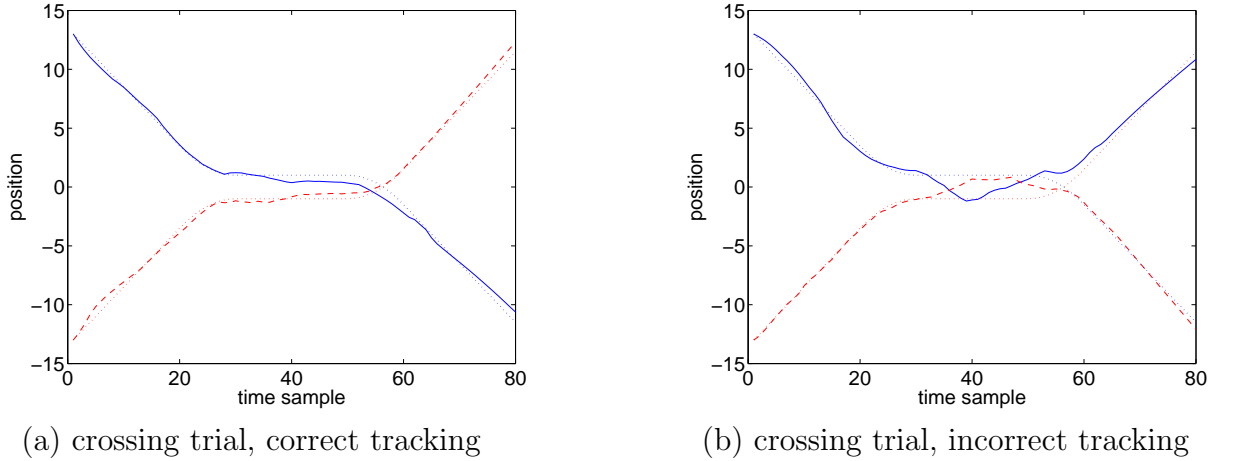 15
10
5
0
−5
−10
−15
position
0 20 40 60 80
time sample
(a) crossing trial, correct tracking
15
10
5
0
−5
−10
−15
position
0 20 40 60 80
time sample
(b) crossing trial, incorrect tracking